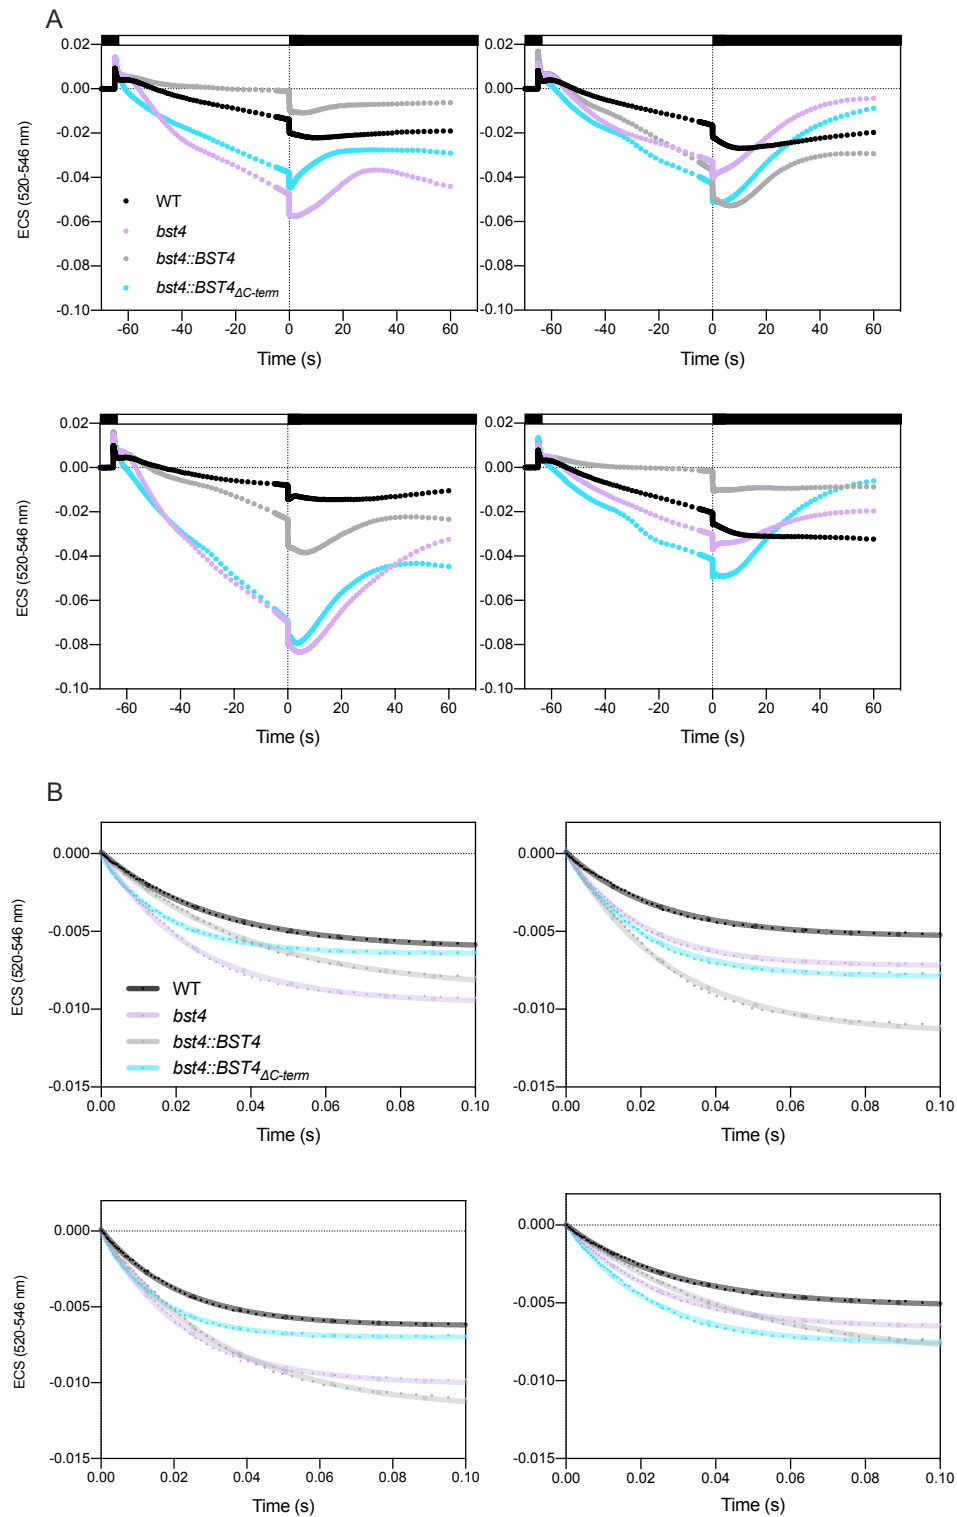 A
0.02 0.00 -0.02 -0.04 -0.06 -0.08 -0.10
ECS (520-546 nm)
WT
bst4
bst4::BST4
bst4::BST4ΔC-term
-60 -40 -20 0 20 40 60
Time (s)
0.02 0.00 -0.02 -0.04 -0.06 -0.08 -0.10
-60 -40 -20 0 20 40 60
Time (s)
0.02 0.00 -0.02 -0.04 -0.06 -0.08 -0.10
ECS (520-546 nm)
-60 -40 -20 0 20 40 60
Time (s)
0.02 0.00 -0.02 -0.04 -0.06 -0.08 -0.10
-60 -40 -20 0 20 40 60
Time (s)
B
0.000 -0.005 -0.010 -0.015
ECS (520-546 nm)
WT
bst4
bst4::BST4
bst4::BST4ΔC-term
0.00 0.02 0.04 0.06 0.08 0.10
Time (s)
0.000 -0.005 -0.010 -0.015
0.00 0.02 0.04 0.06 0.08 0.10
Time (s)
0.000 -0.005 -0.010 -0.015
ECS (520-546 nm)
0.00 0.02 0.04 0.06 0.08 0.10
Time (s)
0.000 -0.005 -0.010 -0.015
0.00 0.02 0.04 0.06 0.08 0.10
Time (s)